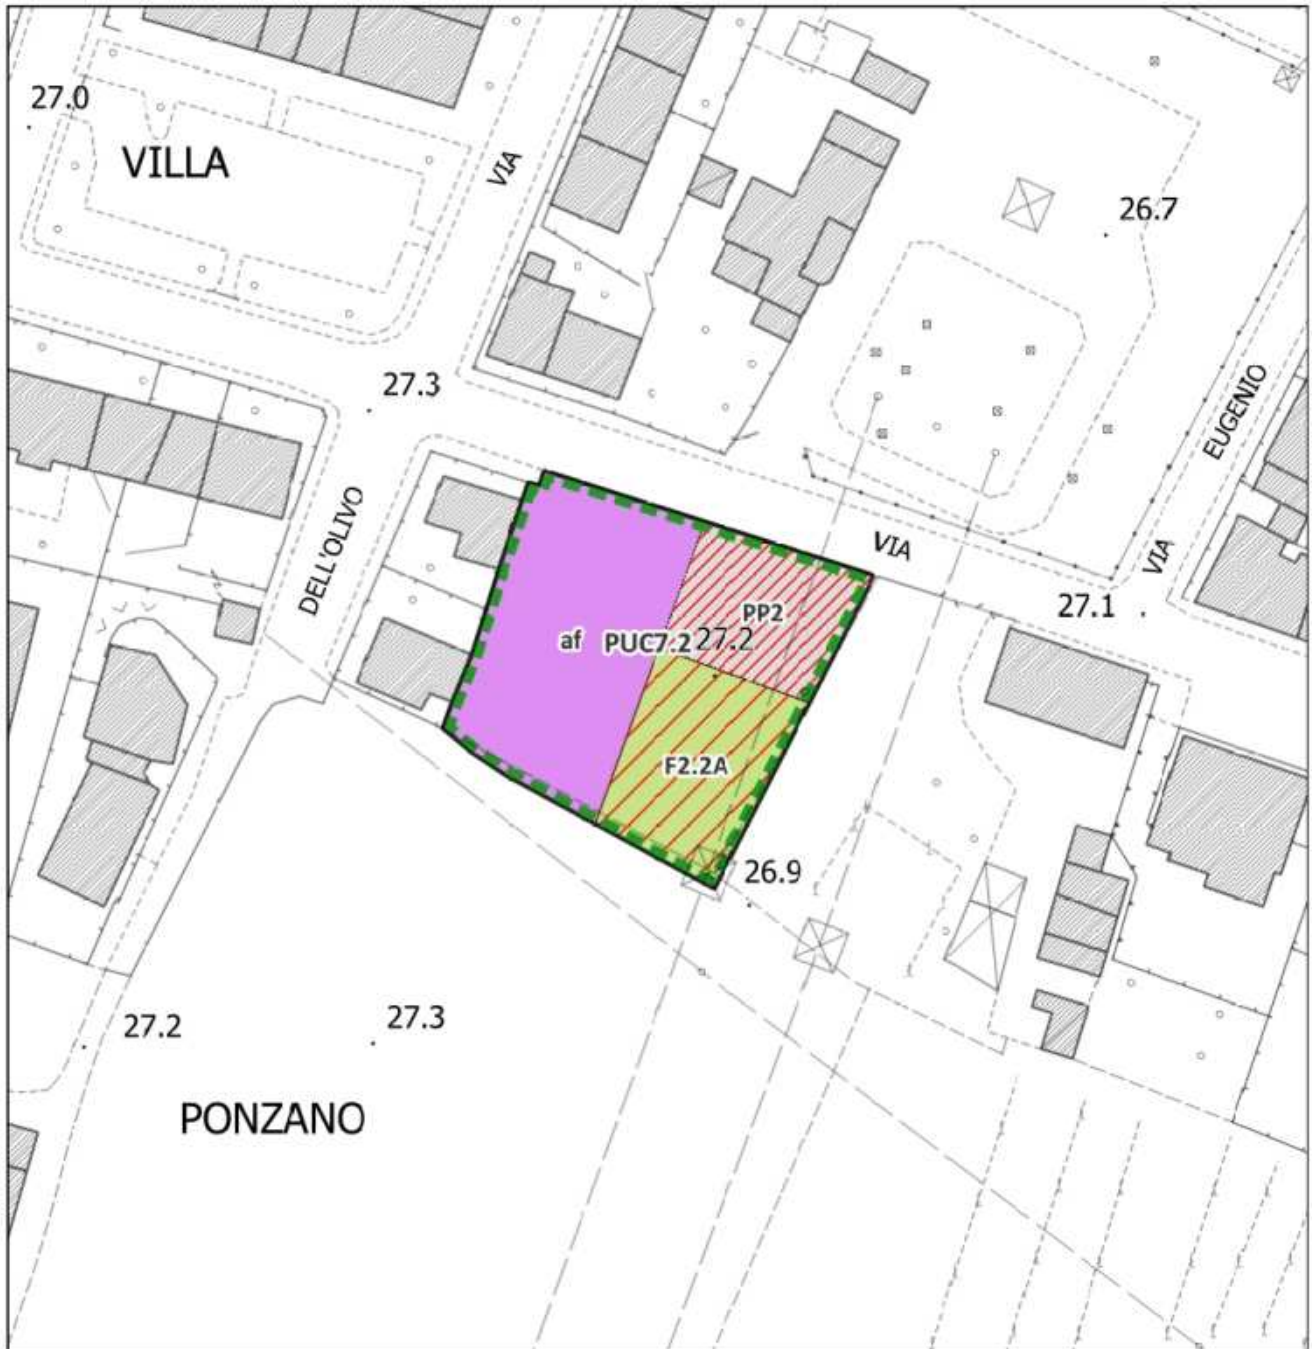 27.0
VILLA
VIA
26.7
27.3
EUGENIO
DELL'OLIVO
VIA
VIA
27.1
PP2
af PUC7.2 27.2
F2.2A
26.9
27.2
27.3
PONZANO